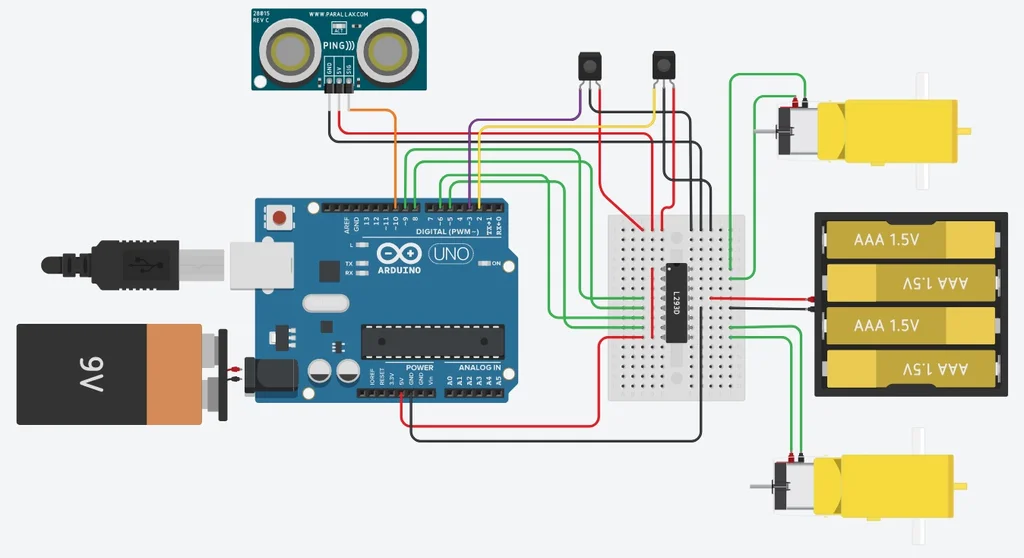 28015
REV C
WWW.PARALLAX.COM
PING)))
GND
5V
SIG
AREF
GND
13
12
~11
~10
~9
8
7
~6
~5
4
~3
2
TX→1
RX←0
DIGITAL (PWM~)
L
TX
RX
ARDUINO
UNO
ON
POWER
ANALOG IN
IOREF
RESET
3.3V
5V
GND
GND
Vin
A0
A1
A2
A3
A4
A5
9V
L293D
AAA 1.5V
AAA 1.5V
AAA 1.5V
AAA 1.5V